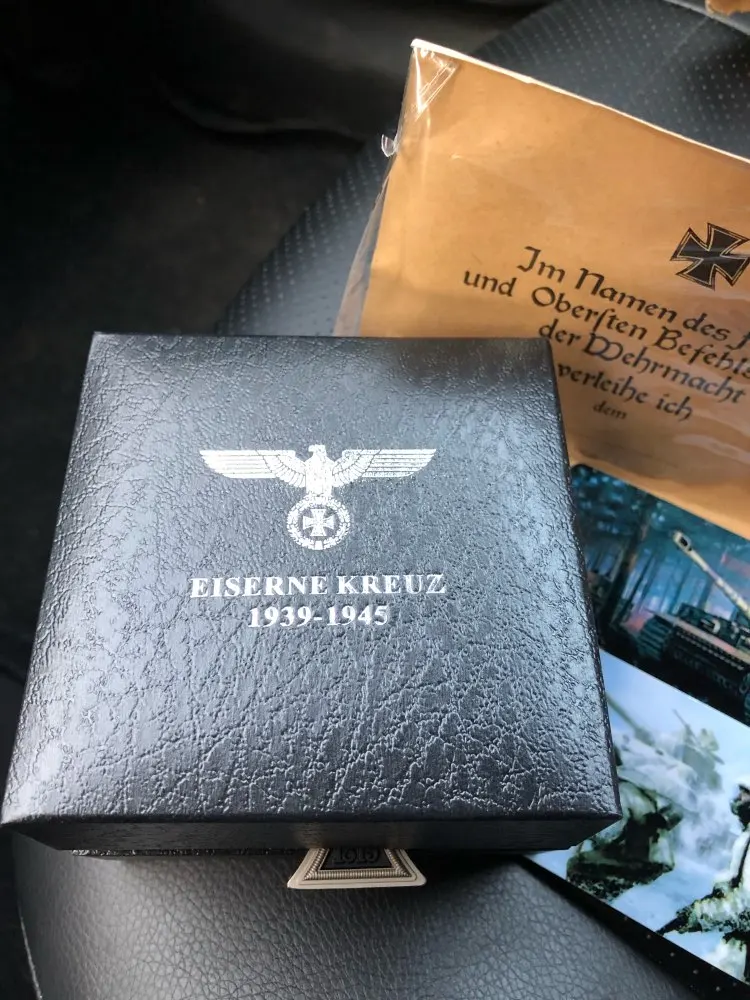 Im Namen des
und Oberſten Befehls
der Wehrmacht
verleihe ich
dem
EISERNE KREUZ
1939-1945